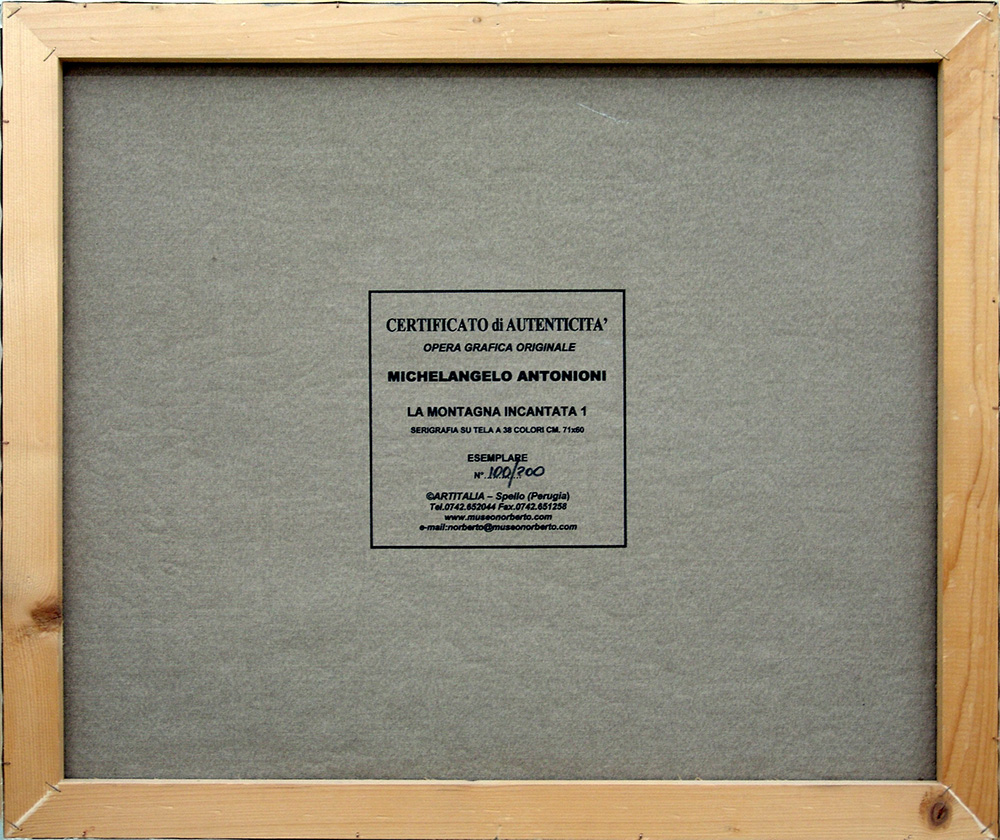 CERTIFICATO di AUTENTICITA'
OPERA GRAFICA ORIGINALE
MICHELANGELO ANTONIONI
LA MONTAGNA INCANTATA 1
SERIGRAFIA SU TELA A 38 COLORI CM. 71x60
ESEMPLARE
N°. 100/200
©ARTITALIA – Spello (Perugia)
Tel.0742.652044 Fax.0742.651258
www.museonorberto.com
e-mail:norberto@museonorberto.com